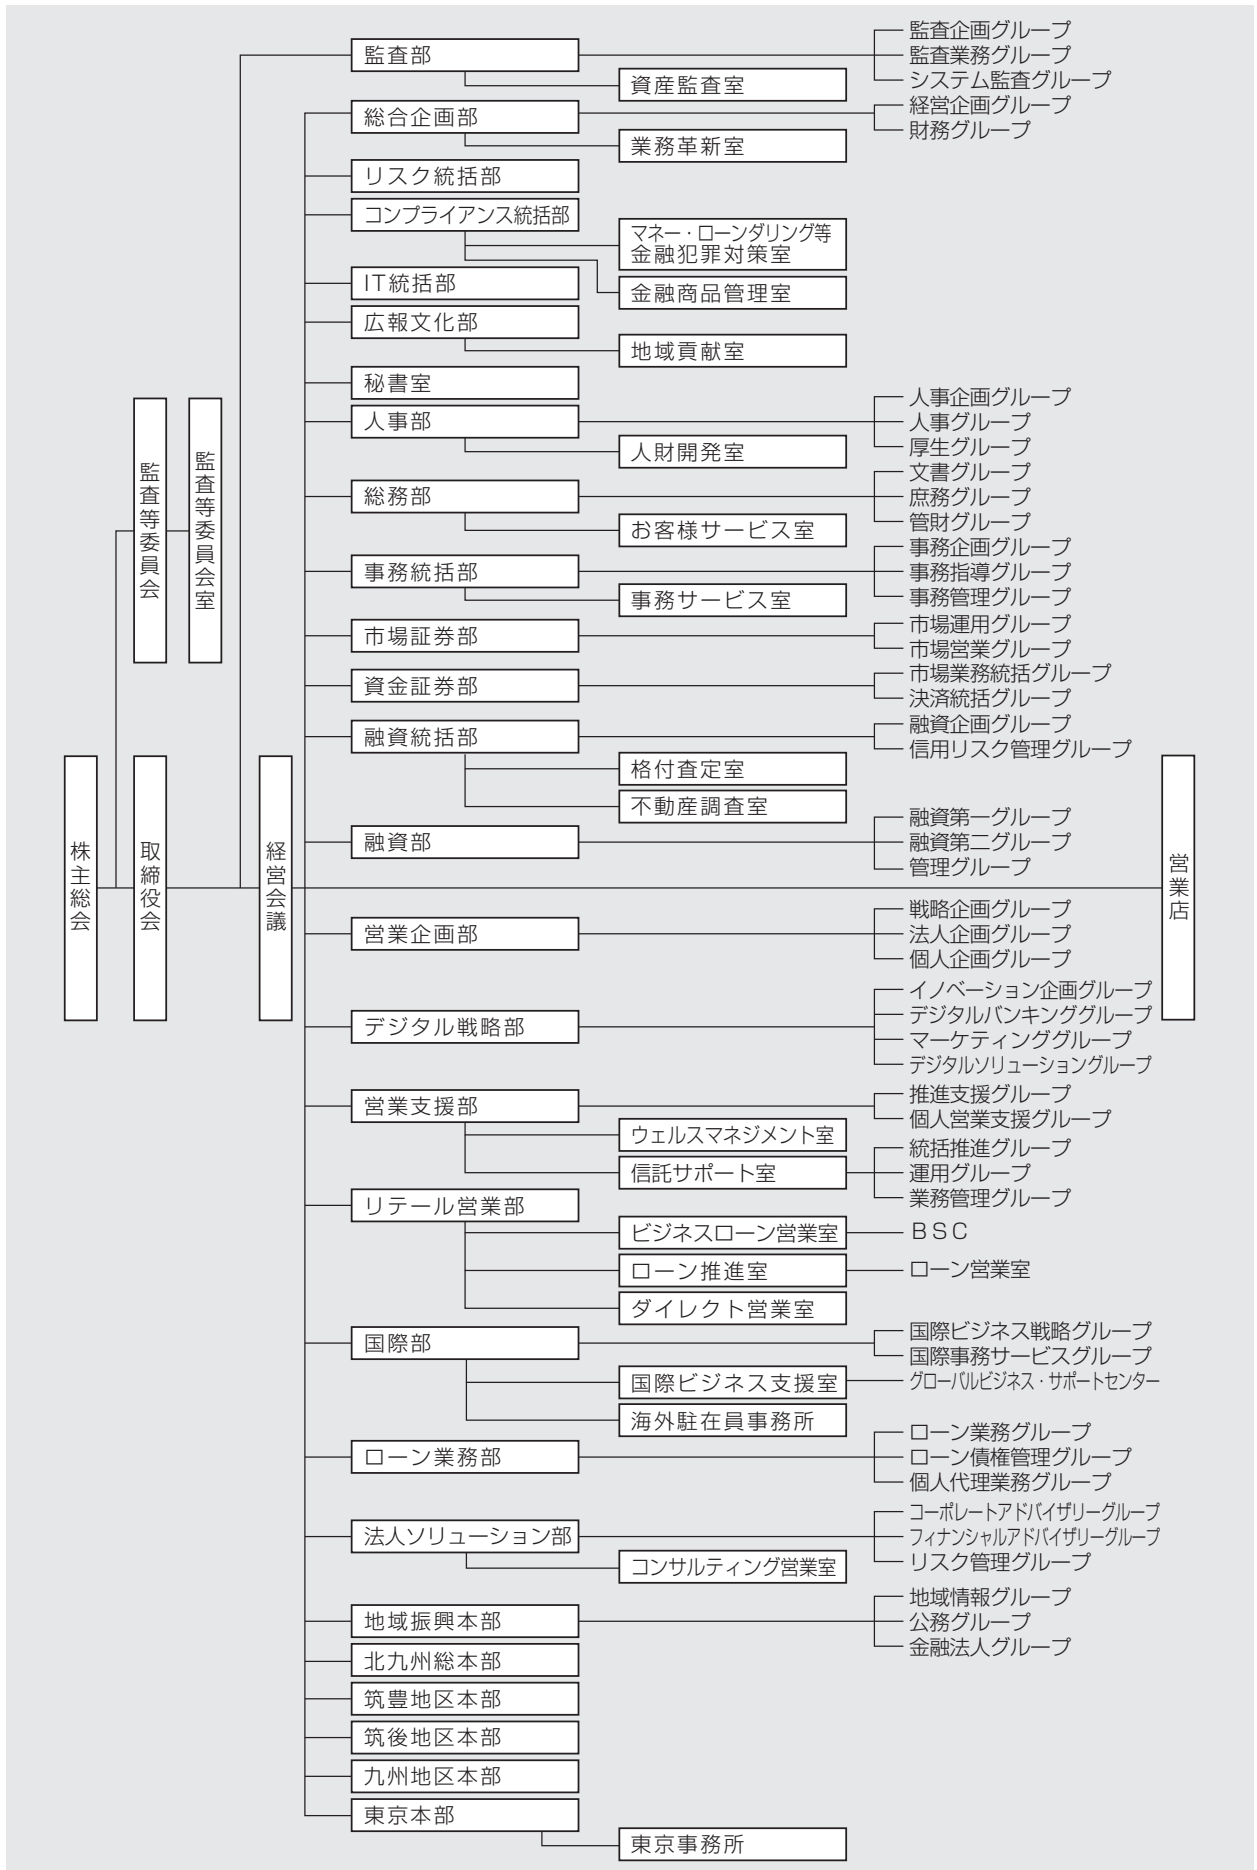 監査部
監査企画グループ
監査業務グループ
システム監査グループ
資産監査室
総合企画部
経営企画グループ
財務グループ
業務革新室
リスク統括部
コンプライアンス統括部
マネー・ローンダリング等
金融犯罪対策室
金融商品管理室
IT統括部
広報文化部
地域貢献室
秘書室
人事部
人事企画グループ
人事グループ
厚生グループ
人財開発室
総務部
文書グループ
庶務グループ
管財グループ
お客様サービス室
事務統括部
事務企画グループ
事務指導グループ
事務管理グループ
事務サービス室
市場証券部
市場運用グループ
市場営業グループ
資金証券部
市場業務統括グループ
決済統括グループ
融資統括部
融資企画グループ
信用リスク管理グループ
格付査定室
不動産調査室
融資部
融資第一グループ
融資第二グループ
管理グループ
監査等委員会
監査等委員会室
株主総会
取締役会
経営会議
営業店
営業企画部
戦略企画グループ
法人企画グループ
個人企画グループ
デジタル戦略部
イノベーション企画グループ
デジタルバンキンググループ
マーケティンググループ
デジタルソリューショングループ
営業支援部
推進支援グループ
個人営業支援グループ
ウェルスマネジメント室
信託サポート室
統括推進グループ
運用グループ
業務管理グループ
リテール営業部
ビジネスローン営業室
BSC
ローン推進室
ローン営業室
ダイレクト営業室
国際部
国際ビジネス戦略グループ
国際事務サービスグループ
国際ビジネス支援室
グローバルビジネス・サポートセンター
海外駐在員事務所
ローン業務部
ローン業務グループ
ローン債権管理グループ
個人代理業務グループ
法人ソリューション部
コーポレートアドバイザリーグループ
フィナンシャルアドバイザリーグループ
リスク管理グループ
コンサルティング営業室
地域振興本部
地域情報グループ
公務グループ
金融法人グループ
北九州総本部
筑豊地区本部
筑後地区本部
九州地区本部
東京本部
東京事務所